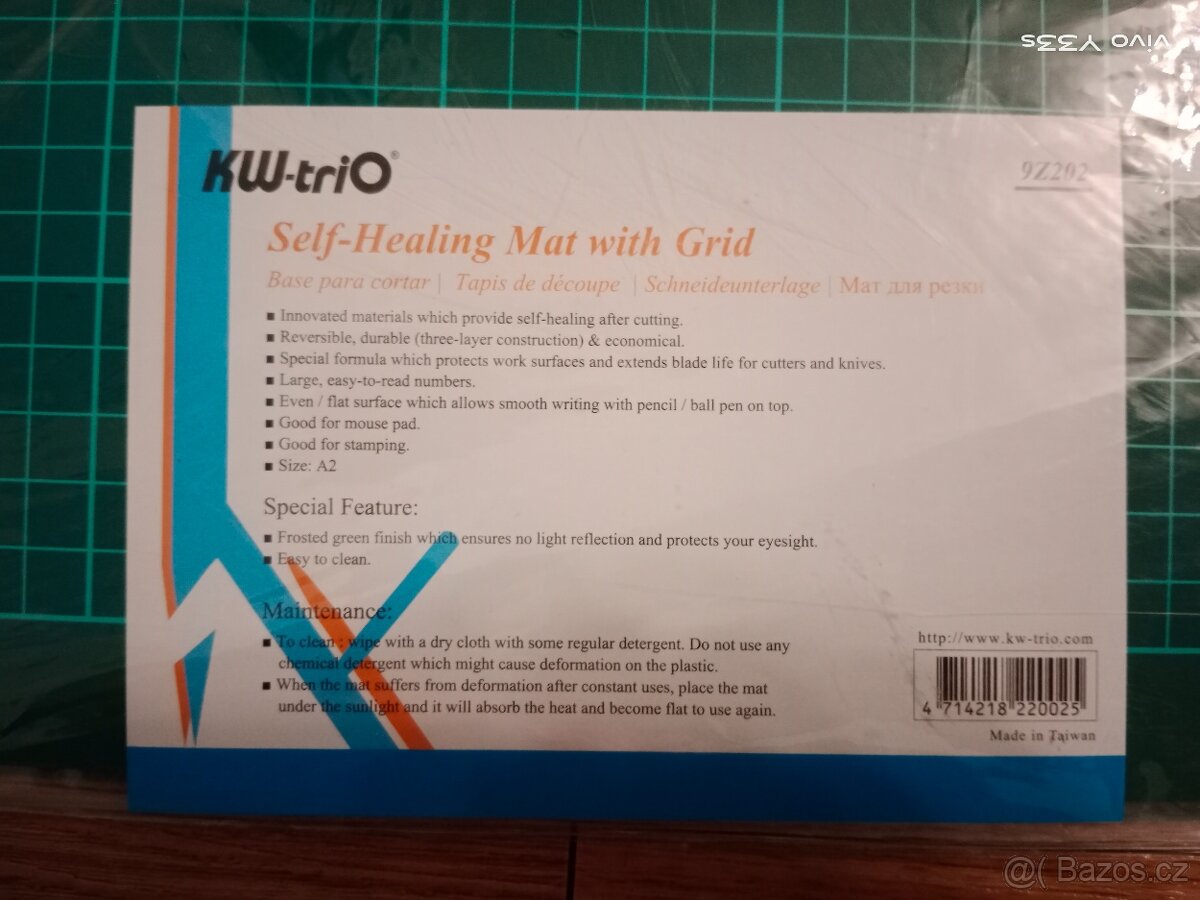 vivo Y33s
KW-triO®
9Z202
Self-Healing Mat with Grid
Base para cortar | Tapis de découpe | Schneideunterlage | Мат для резки
■ Innovated materials which provide self-healing after cutting.
■ Reversible, durable (three-layer construction) & economical.
■ Special formula which protects work surfaces and extends blade life for cutters and knives.
■ Large, easy-to-read numbers.
■ Even / flat surface which allows smooth writing with pencil / ball pen on top.
■ Good for mouse pad.
■ Good for stamping.
■ Size: A2
Special Feature:
■ Frosted green finish which ensures no light reflection and protects your eyesight.
■ Easy to clean.
Maintenance:
■ To clean : wipe with a dry cloth with some regular detergent. Do not use any
chemical detergent which might cause deformation on the plastic.
■ When the mat suffers from deformation after constant uses, place the mat
under the sunlight and it will absorb the heat and become flat to use again.
http://www.kw-trio.com
4 714218 220025
Made in Taiwan
@( Bazos.cz